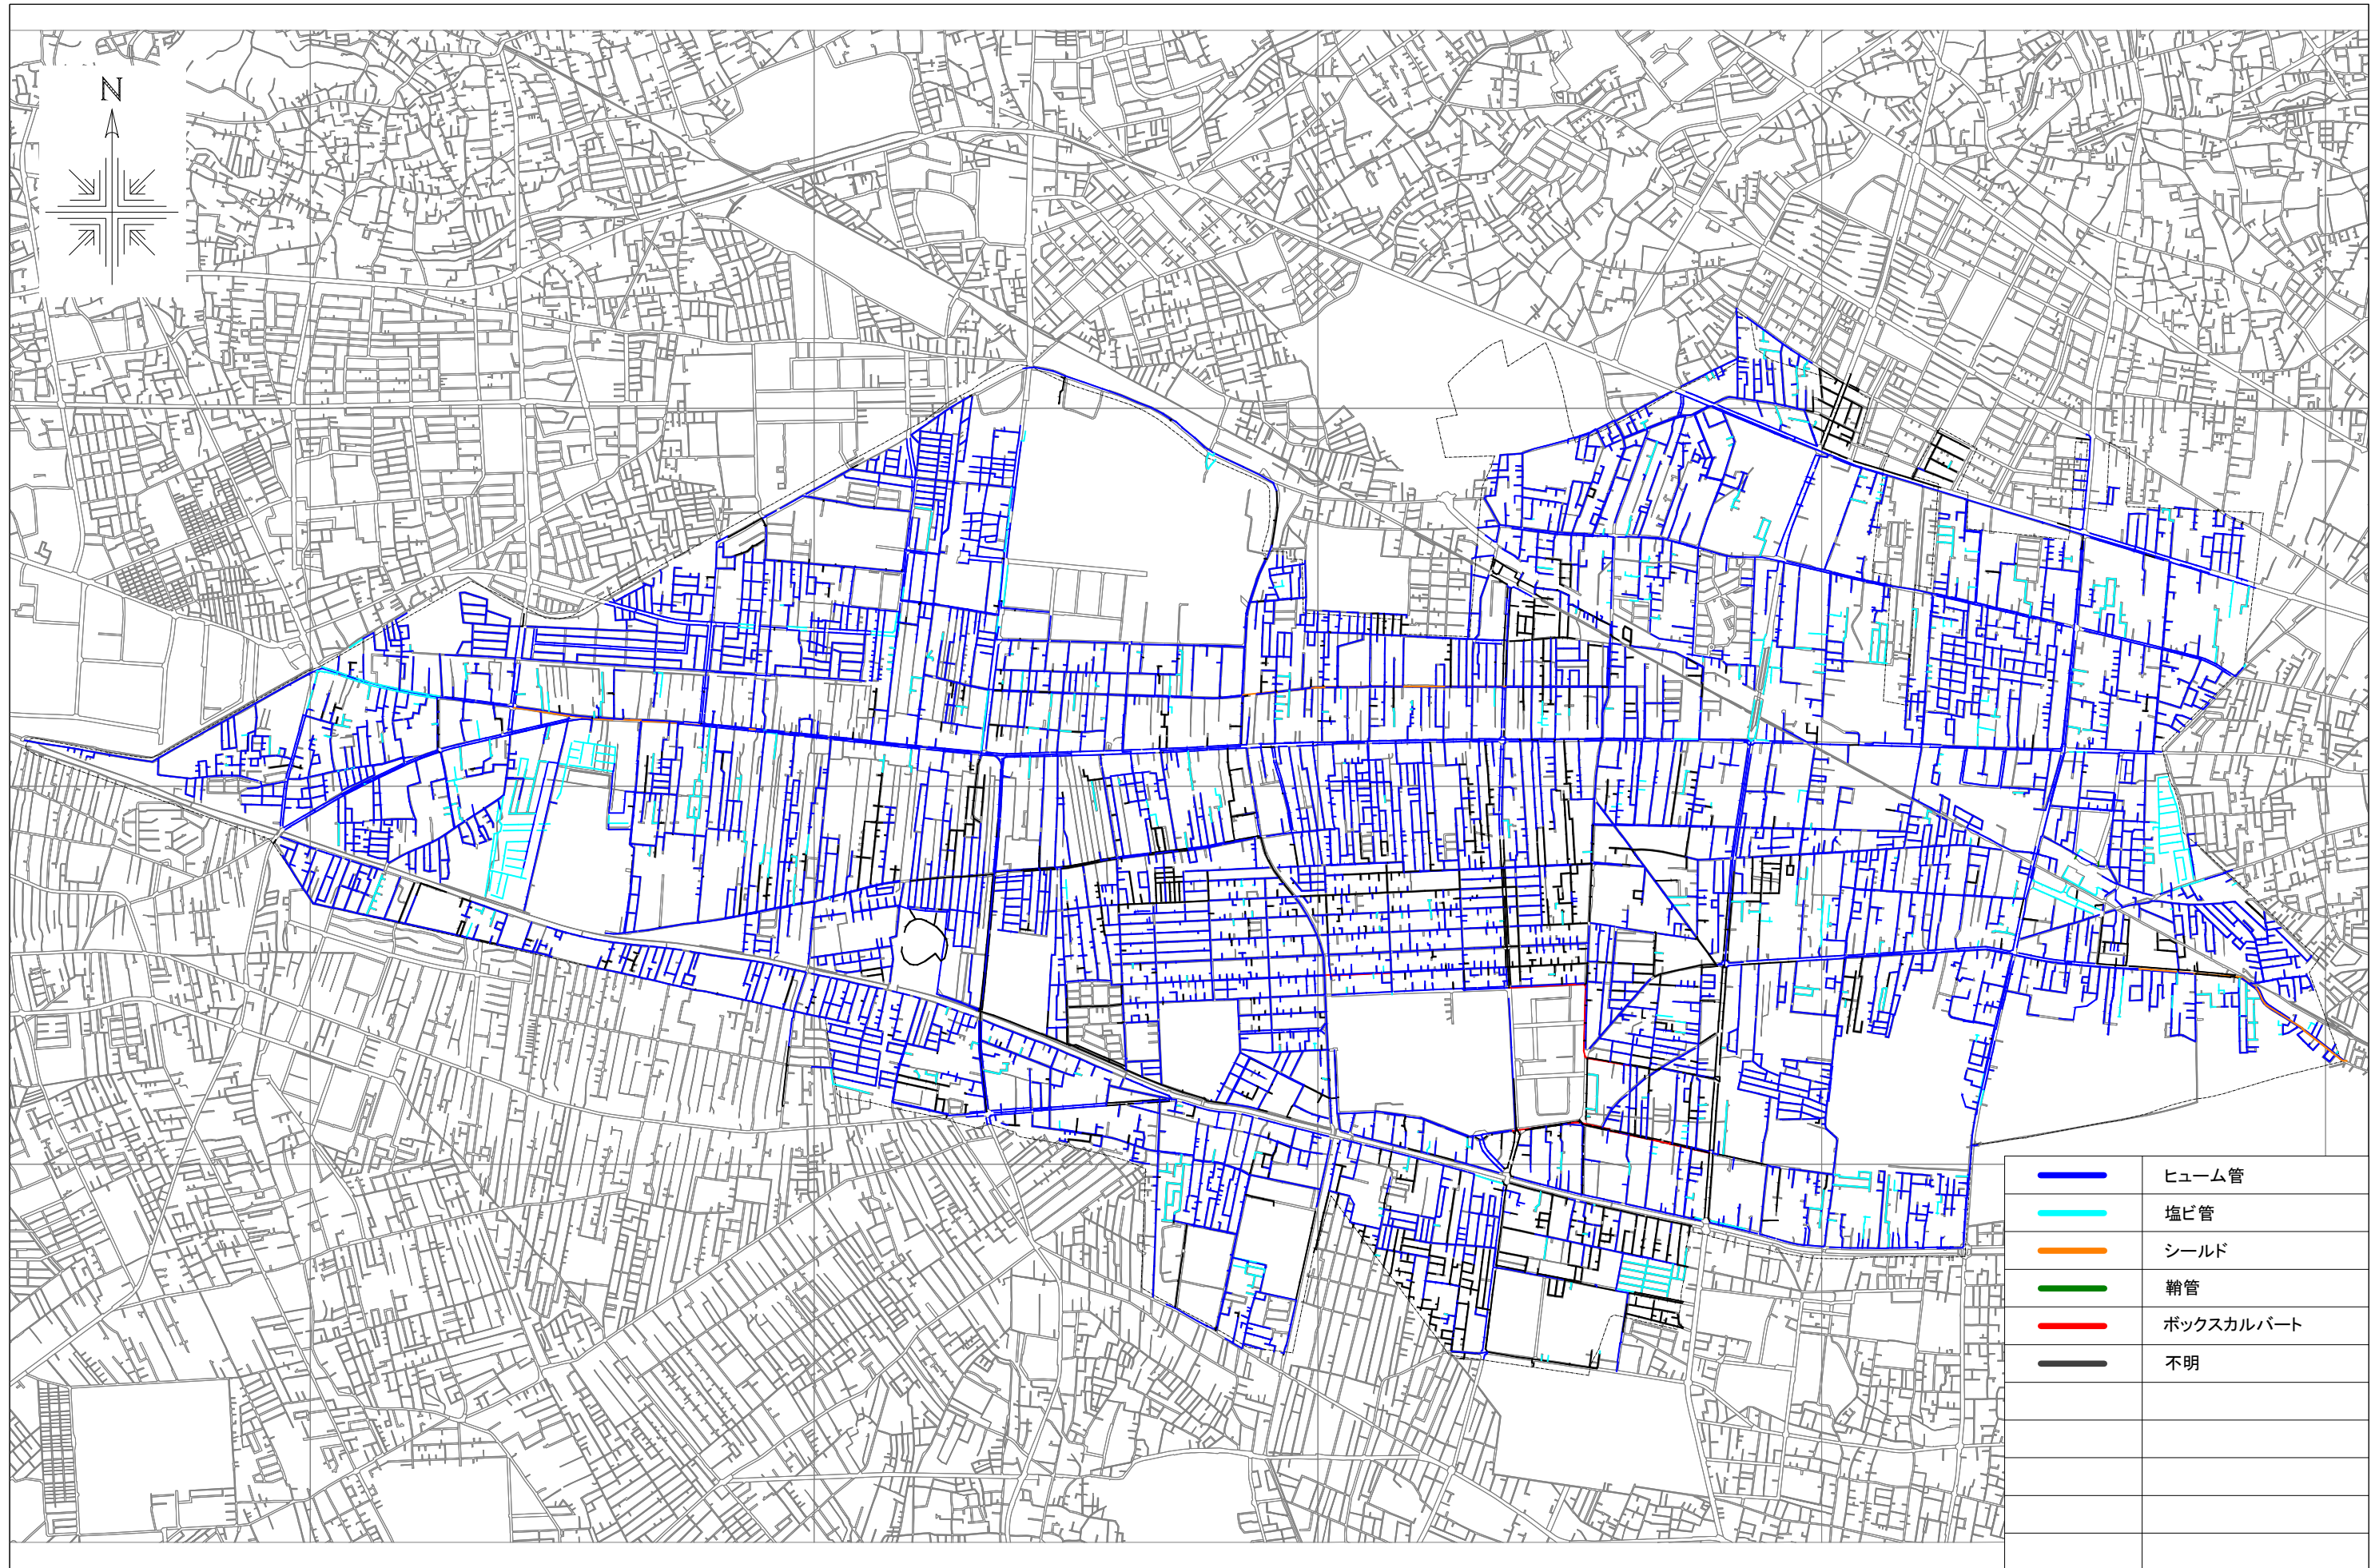 N
ヒューム管
塩ビ管
シールド
鞘管
ボックスカルバート
不明